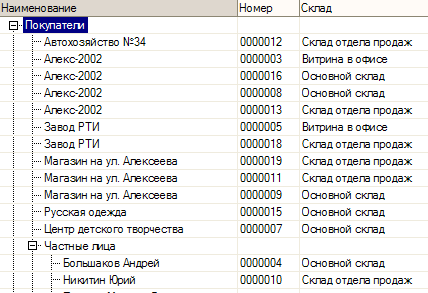 Наименование Номер Склад
Покупатели
Автохозяйство №34 0000012 Склад отдела продаж
Алекс-2002 0000003 Витрина в офисе
Алекс-2002 0000016 Основной склад
Алекс-2002 0000008 Основной склад
Алекс-2002 0000013 Склад отдела продаж
Завод РТИ 0000005 Витрина в офисе
Завод РТИ 0000018 Склад отдела продаж
Магазин на ул. Алексеева 0000019 Склад отдела продаж
Магазин на ул. Алексеева 0000011 Склад отдела продаж
Магазин на ул. Алексеева 0000009 Основной склад
Русская одежда 0000015 Основной склад
Центр детского творчества 0000007 Основной склад
Частные лица
Большаков Андрей 0000004 Основной склад
Никитин Юрий 0000010 Склад отдела продаж